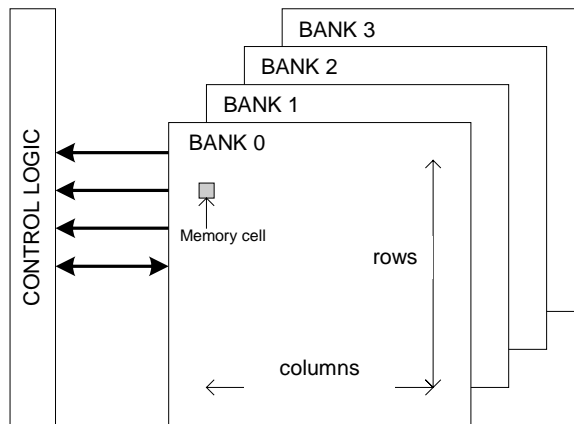 BANK 3
BANK 2
BANK 1
BANK 0
CONTROL LOGIC
Memory cell
rows
columns